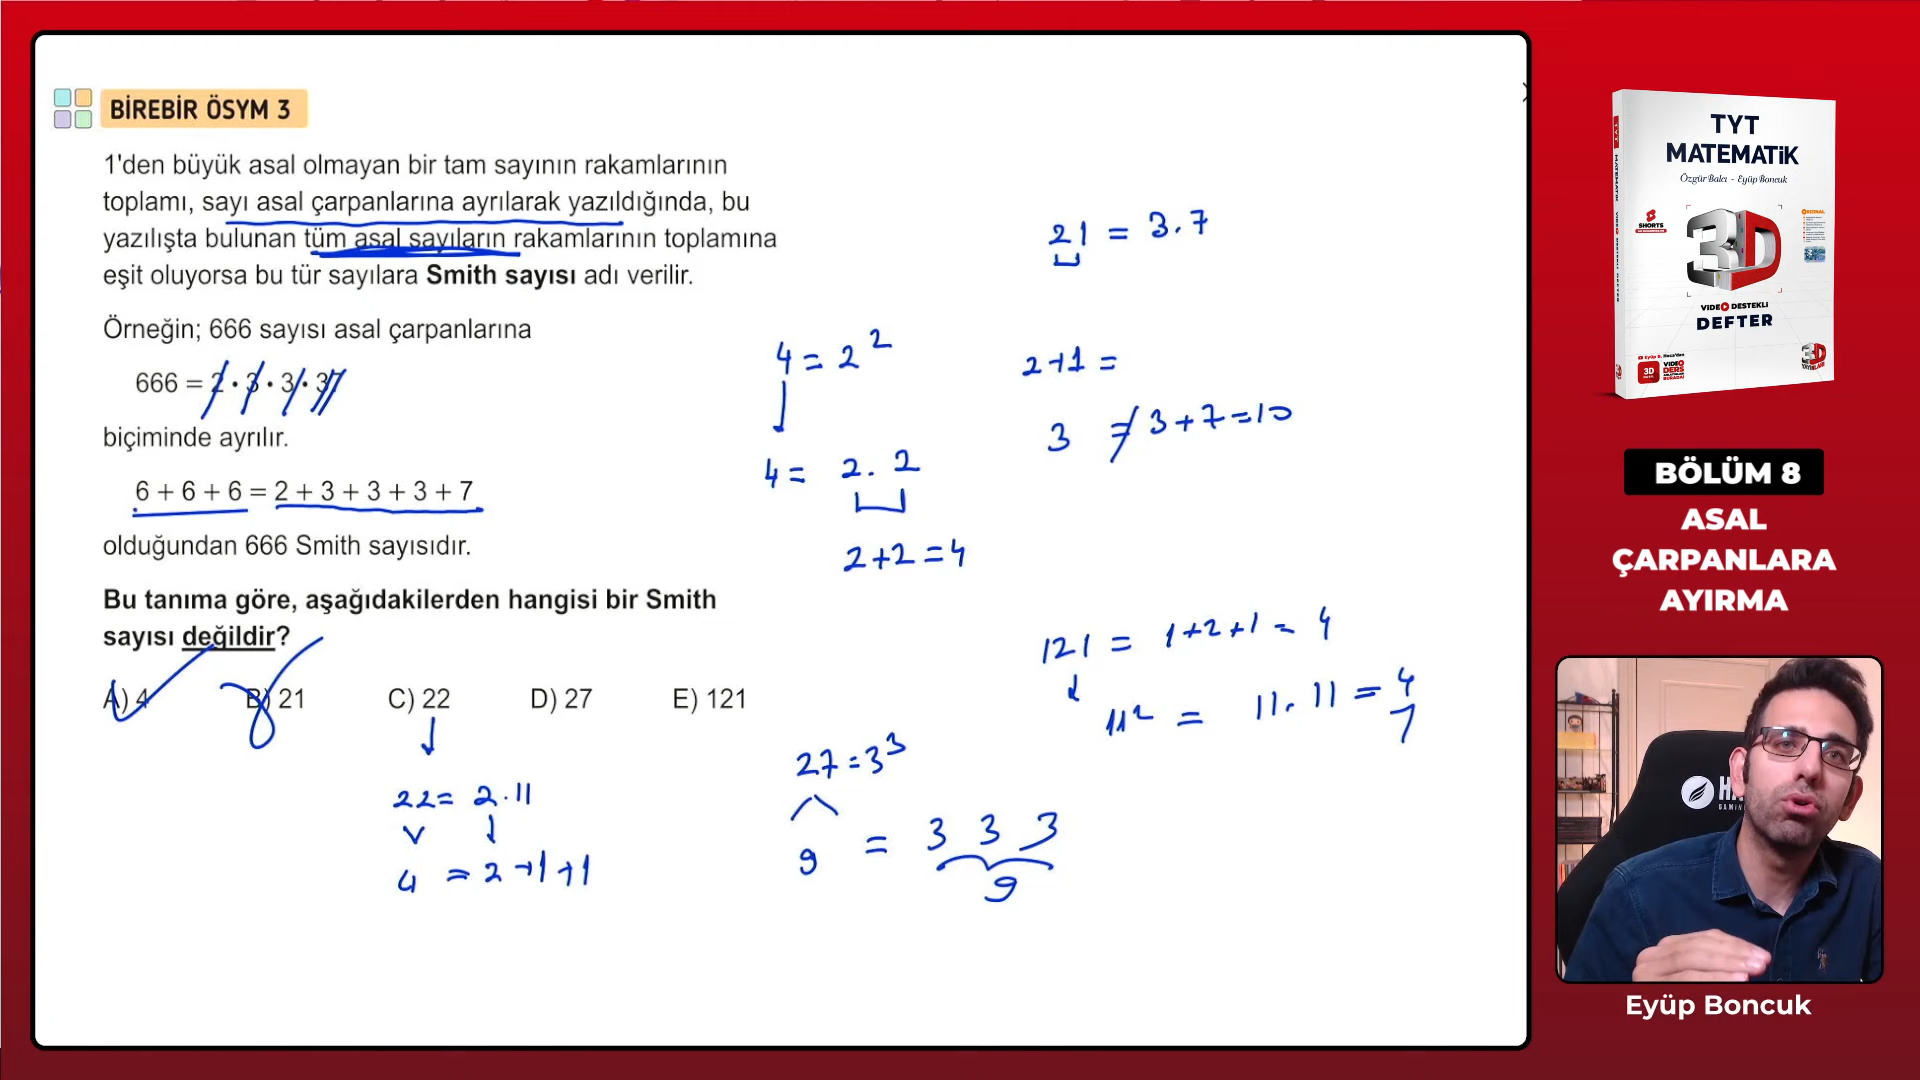 BİREBİR ÖSYM 3
1'den büyük asal olmayan bir tam sayının rakamlarının
toplamı, sayı asal çarpanlarına ayrılarak yazıldığında, bu
yazılışta bulunan tüm asal sayıların rakamlarının toplamına
eşit oluyorsa bu tür sayılara Smith sayısı adı verilir.
Örneğin; 666 sayısı asal çarpanlarına
666 = 2 · 3 · 3 · 37
biçiminde ayrılır.
6 + 6 + 6 = 2 + 3 + 3 + 3 + 7
olduğundan 666 Smith sayısıdır.
Bu tanıma göre, aşağıdakilerden hangisi bir Smith
sayısı değildir?
A) 4 B) 21 C) 22 D) 27 E) 121
22 = 2 . 11
4 = 2 + 1 + 1
4 = 2²
4 = 2 . 2
2 + 2 = 4
27 = 3³
9 = 3 3 3
9
21 = 3 . 7
2 + 1 =
3 ≠ 3 + 7 = 10
121 = 1 + 2 + 1 = 4
11² = 11 . 11 = 4
TYT
MATEMATİK
Özgür Balcı - Eyüp Boncuk
SHORTS
3D
VIDEO DESTEKLİ
DEFTER
3D
VIDEO
DERS
3D
BÖLÜM 8
ASAL
ÇARPANLARA
AYIRMA
Eyüp Boncuk